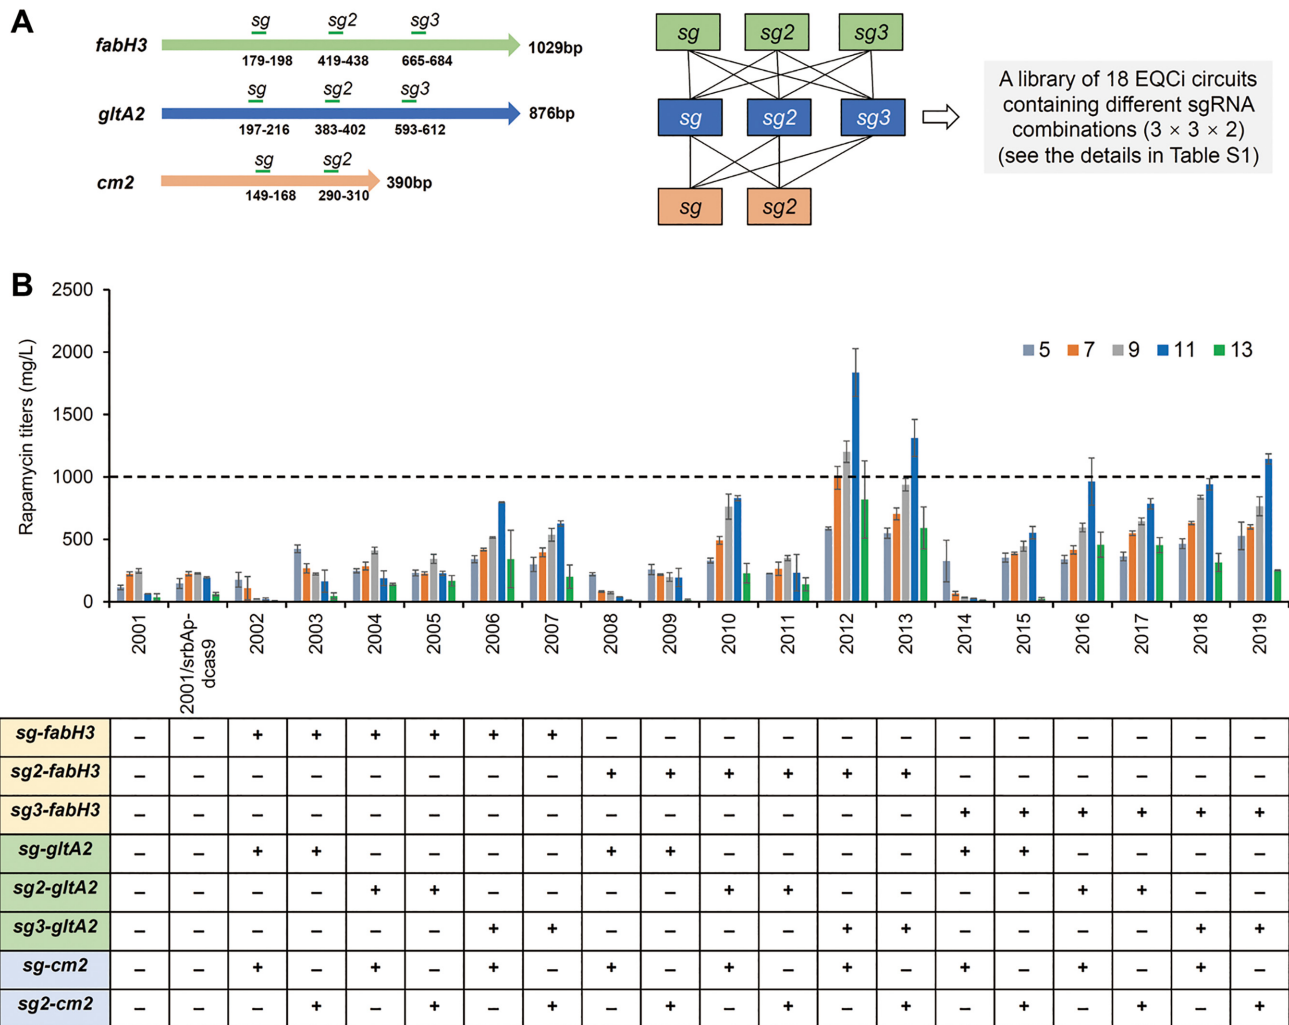 A
fabH3
sg sg2 sg3
179-198 419-438 665-684
1029bp
gltA2
sg sg2 sg3
197-216 383-402 593-612
876bp
cm2
sg sg2
149-168 290-310
390bp
sg sg2 sg3
sg sg2 sg3
sg sg2
A library of 18 EQCi circuits
containing different sgRNA
combinations (3 × 3 × 2)
(see the details in Table S1)
B
Rapamycin titers (mg/L)
2500
2000
1500
1000
500
0
5 7 9 11 13
2001 2001/srbAp-dcas9 2002 2003 2004 2005 2006 2007 2008 2009 2010 2011 2012 2013 2014 2015 2016 2017 2018 2019
sg-fabH3 – – + + + + + + – – – – – – – – – – – –
sg2-fabH3 – – – – – – – – + + + + + + – – – – – –
sg3-fabH3 – – – – – – – – – – – – – – + + + + + +
sg-gltA2 – – + + – – – – + + – – – – + + – – – –
sg2-gltA2 – – – – + + – – – – + + – – – – + + – –
sg3-gltA2 – – – – – – + + – – – – + + – – – – + +
sg-cm2 – – + – + – + – + – + – + – + – + – + –
sg2-cm2 – – – + – + – + – + – + – + – + – + – +